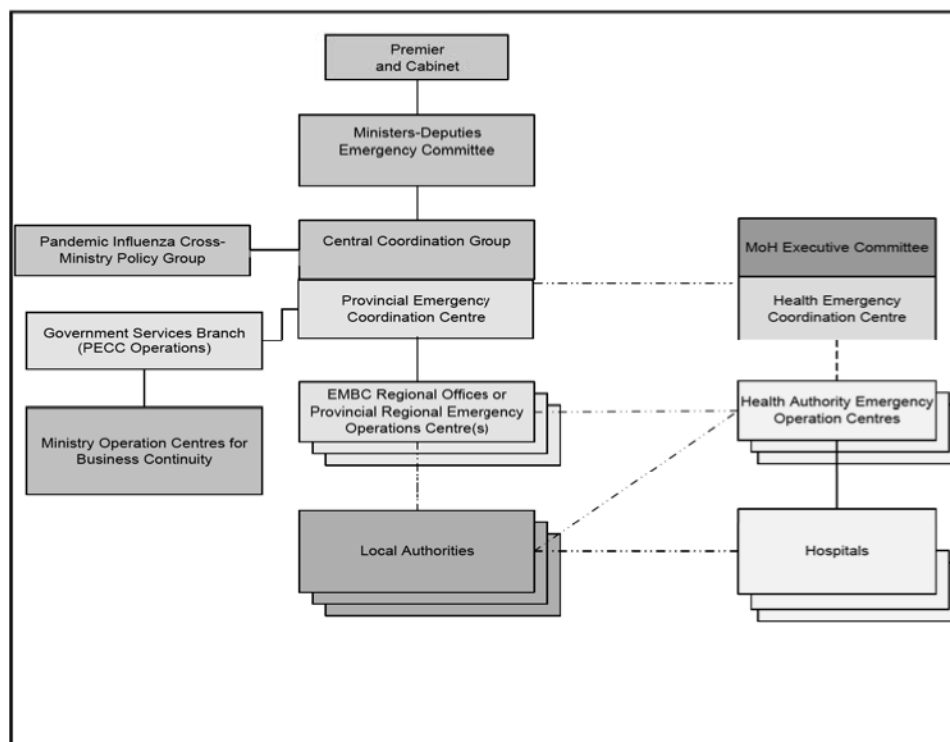 Premier
and Cabinet
Ministers-Deputies
Emergency Committee
Pandemic Influenza Cross-
Ministry Policy Group
Central Coordination Group
MoH Executive Committee
Provincial Emergency
Coordination Centre
Health Emergency
Coordination Centre
Government Services Branch
(PECC Operations)
EMBC Regional Offices or
Provincial Regional Emergency
Operations Centre(s)
Health Authority Emergency
Operation Centres
Ministry Operation Centres for
Business Continuity
Local Authorities
Hospitals